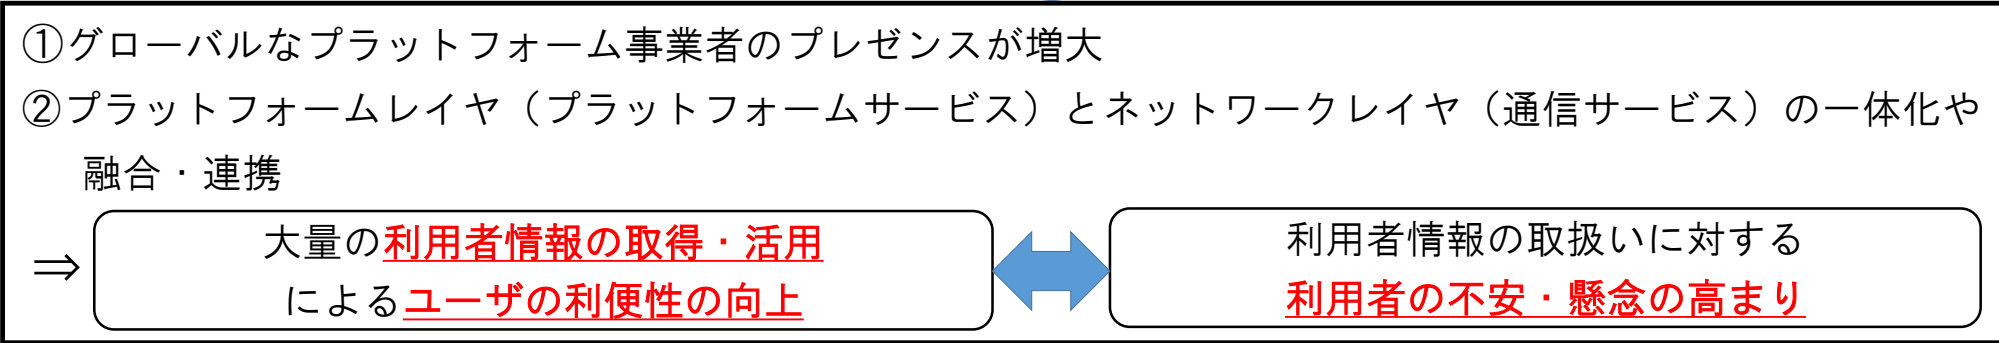 ①グローバルなプラットフォーム事業者のプレゼンスが増大
②プラットフォームレイヤ（プラットフォームサービス）とネットワークレイヤ（通信サービス）の一体化や
融合・連携
⇒
大量の利用者情報の取得・活用
によるユーザの利便性の向上
利用者情報の取扱いに対する
利用者の不安・懸念の高まり